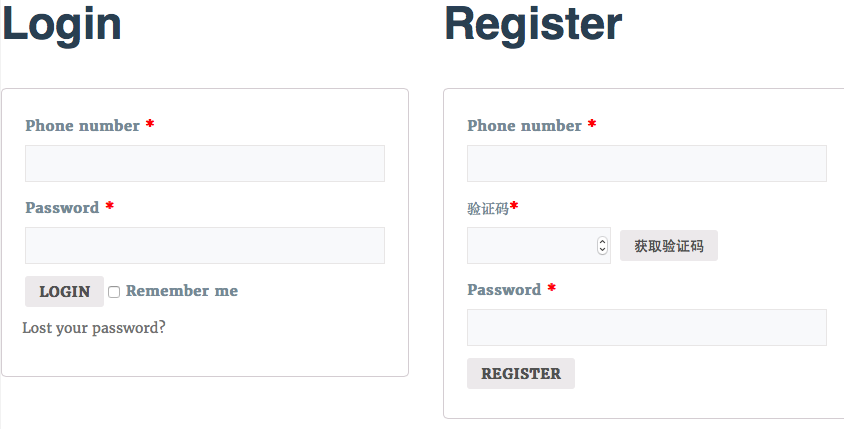 Login
Phone number *
Password *
LOGIN Remember me
Lost your password?
Register
Phone number *
验证码*
获取验证码
Password *
REGISTER